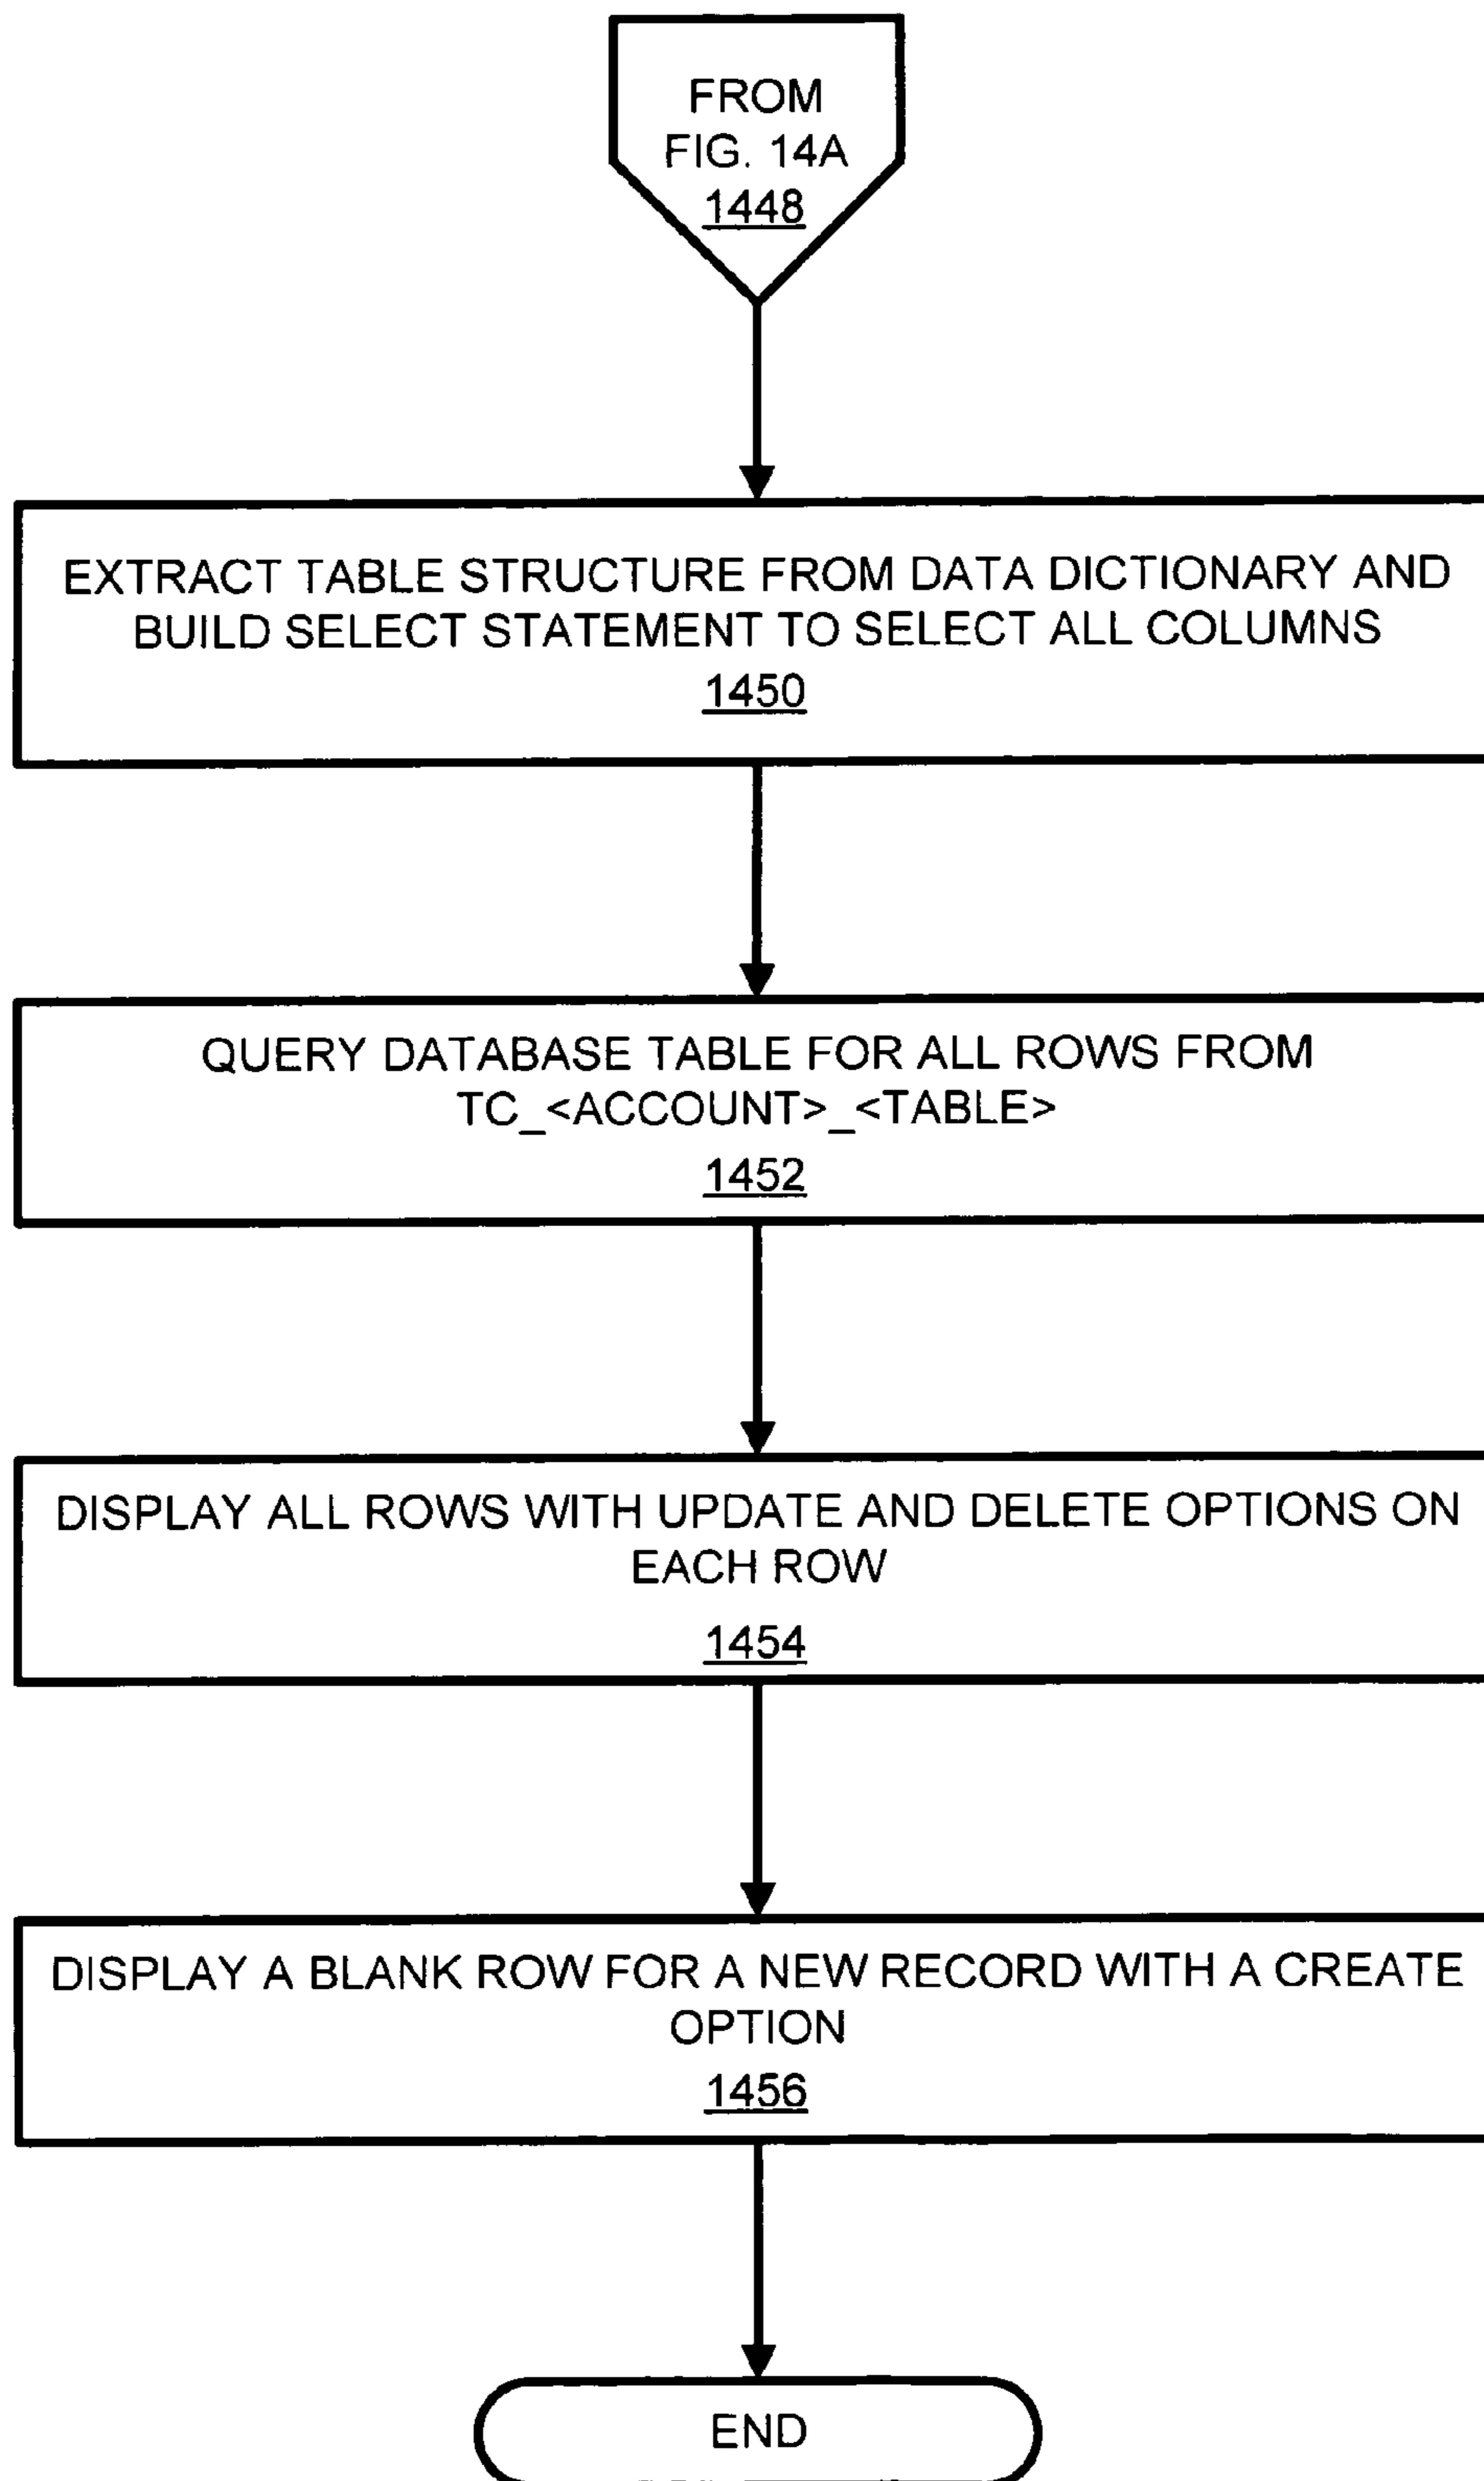 FROM
FIG. 14A
1448
EXTRACT TABLE STRUCTURE FROM DATA DICTIONARY AND
BUILD SELECT STATEMENT TO SELECT ALL COLUMNS
1450
QUERY DATABASE TABLE FOR ALL ROWS FROM
TC_<ACCOUNT>_<TABLE>
1452
DISPLAY ALL ROWS WITH UPDATE AND DELETE OPTIONS ON
EACH ROW
1454
DISPLAY A BLANK ROW FOR A NEW RECORD WITH A CREATE
OPTION
1456
END